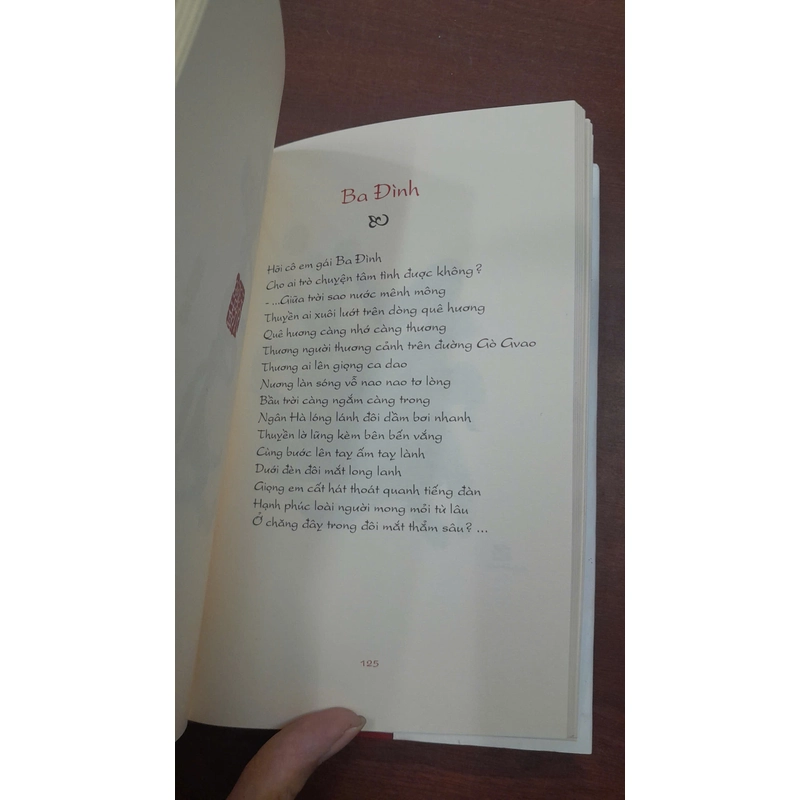 Ba Đình
Hỡi cô em gái Ba Đình
Cho ai trò chuyện tâm tình được không?
- ...Giữa trời sao nước mênh mông
Thuyền ai xuôi lướt trên dòng quê hương
Quê hương càng nhớ càng thương
Thương người thương cảnh trên đường Gò Gvao
Thương ai lên giọng ca dao
Nương làn sóng vỗ nao nao tơ lòng
Bầu trời càng ngắm càng trong
Ngân Hà lóng lánh đôi dầm bơi nhanh
Thuyền lờ lững kèm bên bến vắng
Cùng bước lên tay ấm tay lành
Dưới đèn đôi mắt long lanh
Giọng em cất hát thoát quanh tiếng đàn
Hạnh phúc loài người mong mỏi từ lâu
Ở chăng đây trong đôi mắt thẳm sâu? ...
125